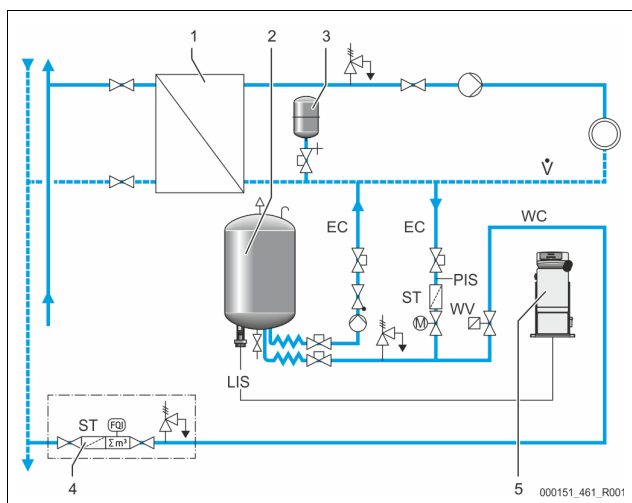 1
2
3
V̇
EC
EC
WC
PIS
ST
WV
M
LIS
ST
FQI
Σ m³
4
5
000151_461_R001